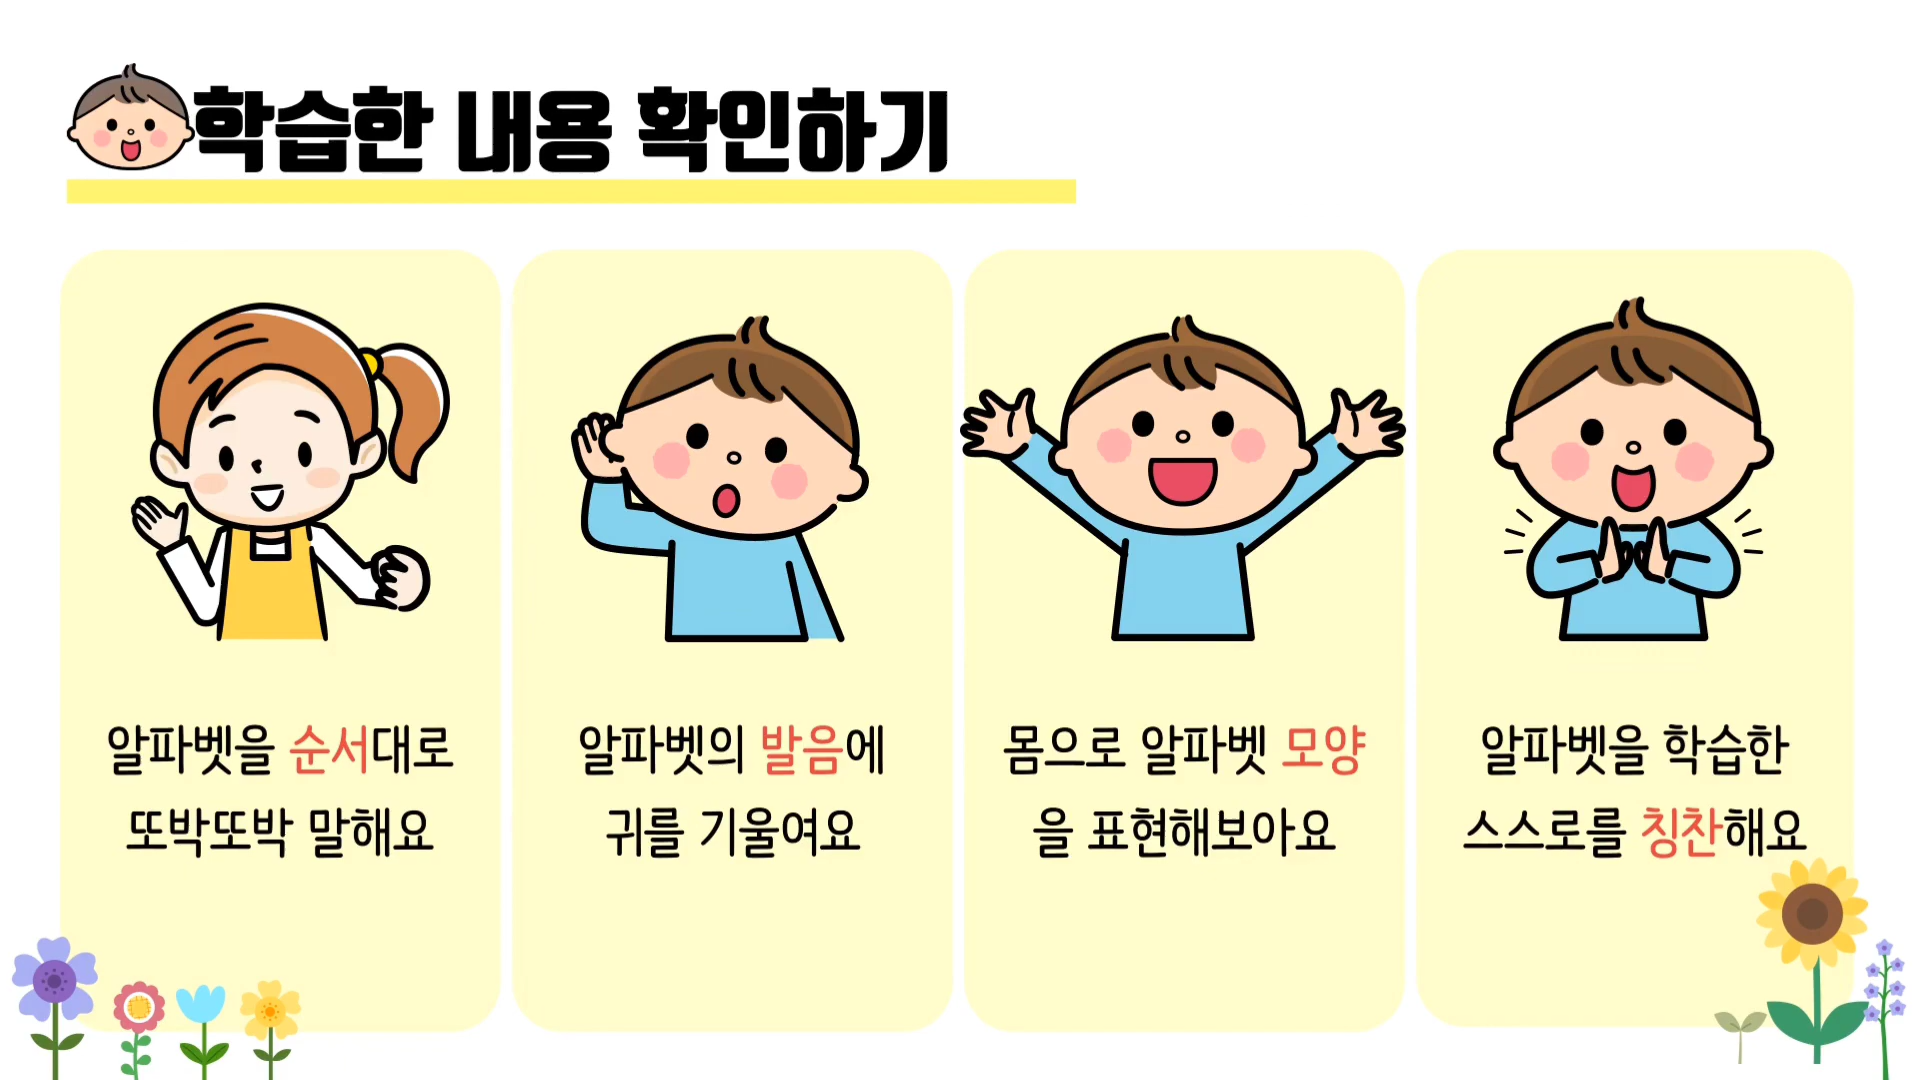 학습한 내용 확인하기
알파벳을 순서대로
또박또박 말해요
알파벳의 발음에
귀를 기울여요
몸으로 알파벳 모양
을 표현해보아요
알파벳을 학습한
스스로를 칭찬해요